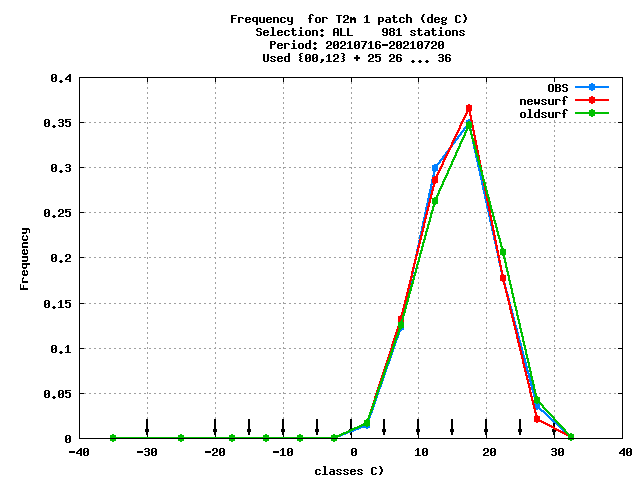 Frequency  for T2m 1 patch (deg C)
Selection: ALL    981 stations
Period: 20210716-20210720
Used {00,12} + 25 26 ... 36
0.4
0.35
0.3
0.25
0.2
0.15
0.1
0.05
0
Frequency
OBS
newsurf
oldsurf
-40 -30 -20 -10 0 10 20 30 40
classes C)